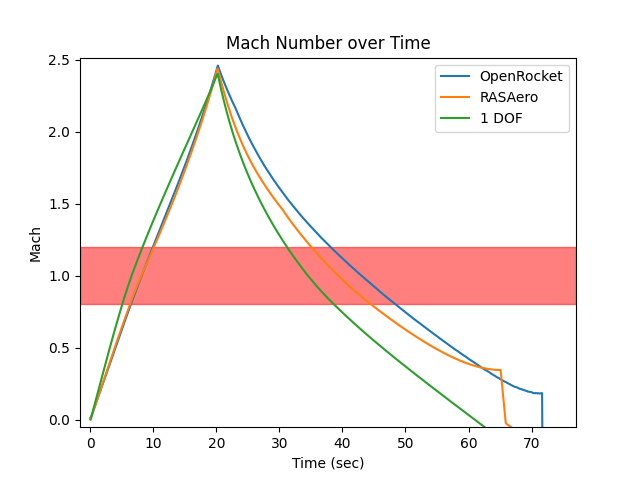 Mach Number over Time
OpenRocket
RASAero
1 DOF
Mach
2.5
2.0
1.5
1.0
0.5
0.0
0 10 20 30 40 50 60 70
Time (sec)